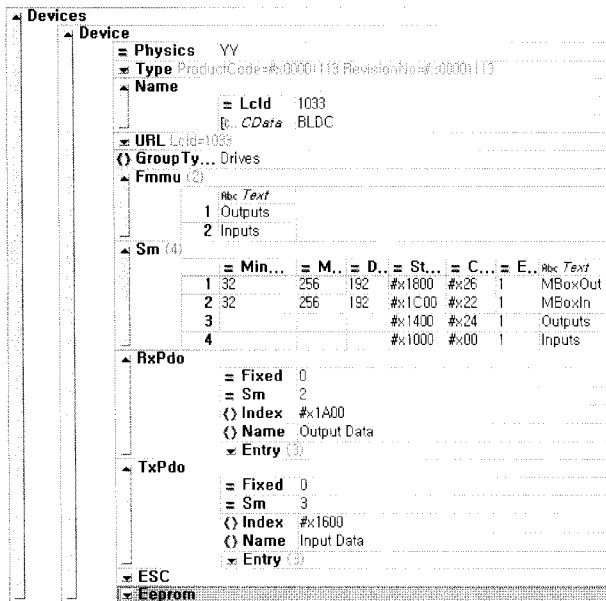 Devices
Device
= Physics YY
Type ProductCode=#x00001113 RevisionNo=#x00001113
Name
= LcId 1033
[c.. CData BLDC
URL LcId=1033
() GroupTy... Drives
Fmmu (2)
Abc Text
1 Outputs
2 Inputs
Sm (4)
= Min... = M.. = D.. = St... = C... = E.. Abc Text
1 32 256 192 #x1800 #x26 1 MBoxOut
2 32 256 192 #x1C00 #x22 1 MBoxIn
3 #x1400 #x24 1 Outputs
4 #x1000 #x00 1 Inputs
RxPdo
= Fixed 0
= Sm 2
() Index #x1A00
() Name Output Data
Entry (3)
TxPdo
= Fixed 0
= Sm 3
() Index #x1600
() Name Input Data
Entry (3)
ESC
Eeprom